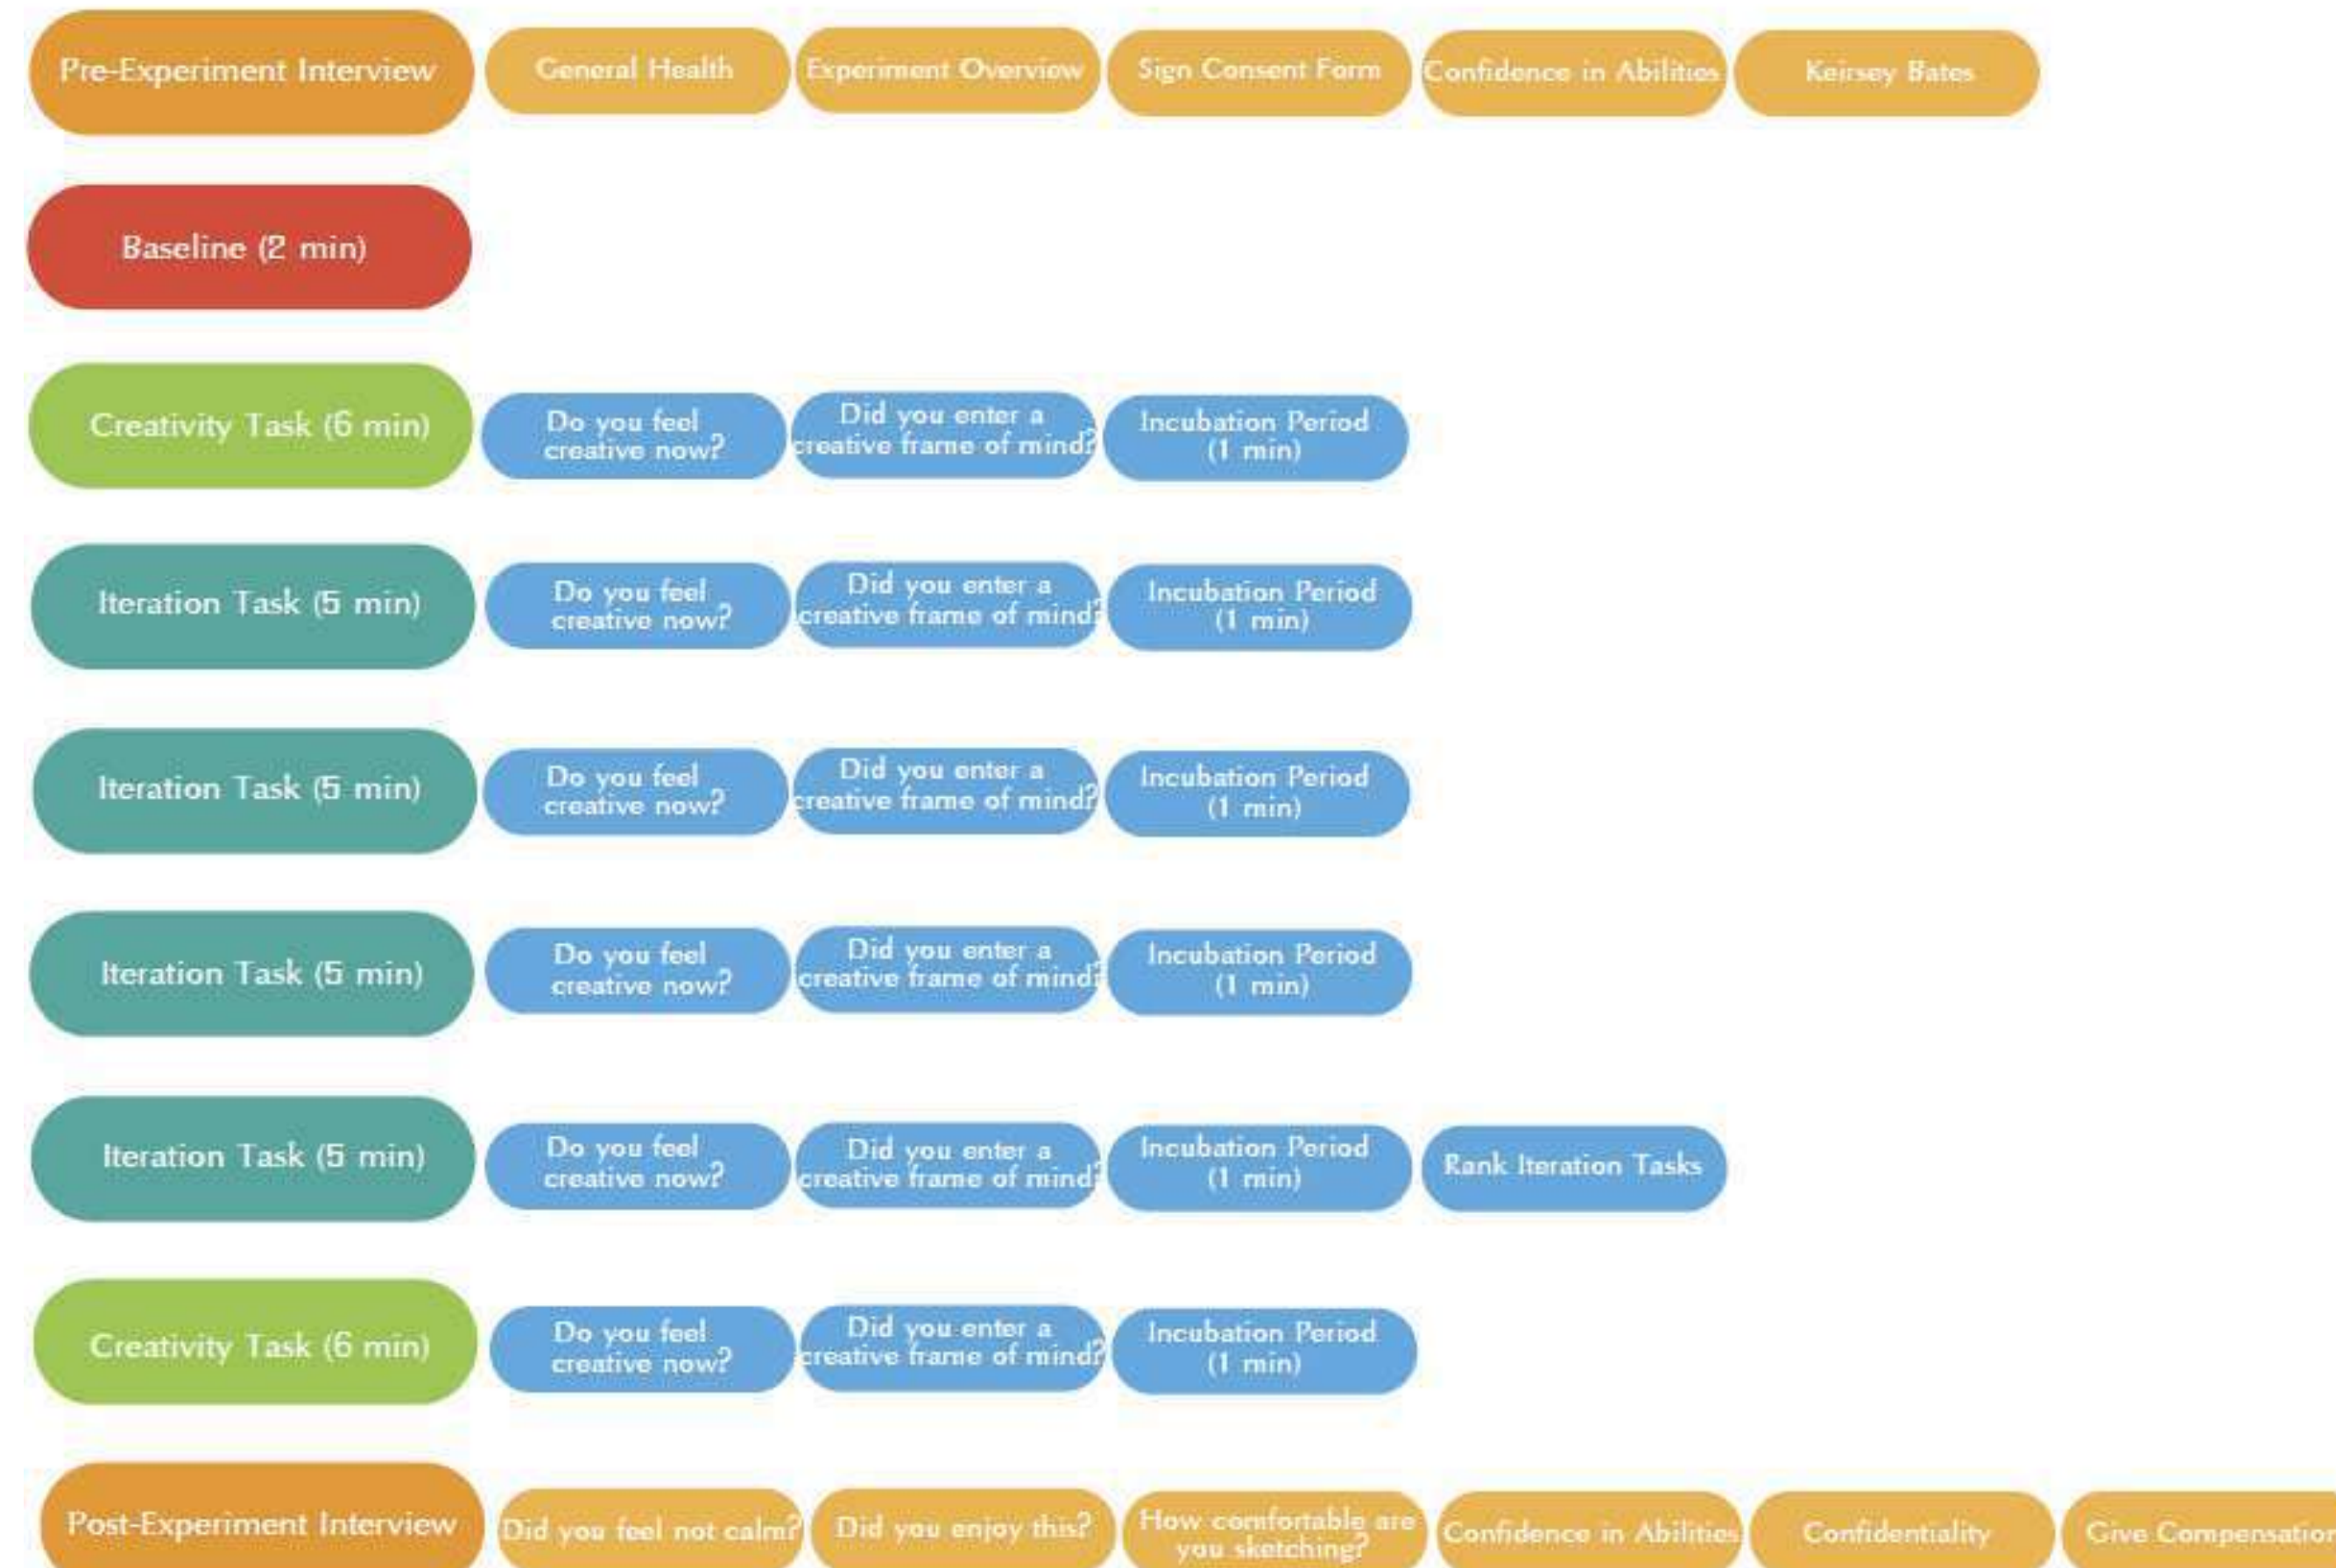 Pre-Experiment Interview
General Health
Experiment Overview
Sign Consent Form
Confidence in Abilities
Keirsey Bates
Baseline (2 min)
Creativity Task (6 min)
Do you feel
creative now?
Did you enter a
creative frame of mind?
Incubation Period
(1 min)
Iteration Task (5 min)
Do you feel
creative now?
Did you enter a
creative frame of mind?
Incubation Period
(1 min)
Iteration Task (5 min)
Do you feel
creative now?
Did you enter a
creative frame of mind?
Incubation Period
(1 min)
Iteration Task (5 min)
Do you feel
creative now?
Did you enter a
creative frame of mind?
Incubation Period
(1 min)
Iteration Task (5 min)
Do you feel
creative now?
Did you enter a
creative frame of mind?
Incubation Period
(1 min)
Rank Iteration Tasks
Creativity Task (6 min)
Do you feel
creative now?
Did you enter a
creative frame of mind?
Incubation Period
(1 min)
Post-Experiment Interview
Did you feel not calm?
Did you enjoy this?
How comfortable are
you sketching?
Confidence in Abilities
Confidentiality
Give Compensation